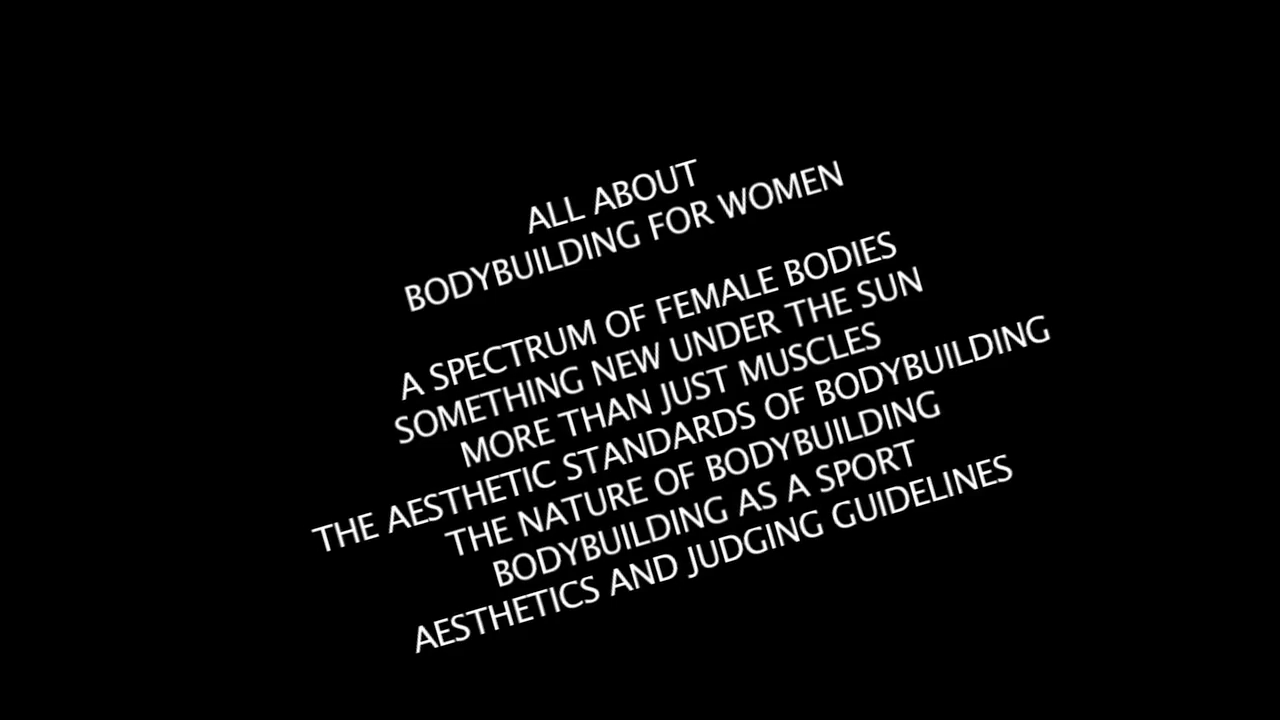 ALL ABOUT
BODYBUILDING FOR WOMEN
A SPECTRUM OF FEMALE BODIES
SOMETHING NEW UNDER THE SUN
MORE THAN JUST MUSCLES
THE AESTHETIC STANDARDS OF BODYBUILDING
THE NATURE OF BODYBUILDING
BODYBUILDING AS A SPORT
AESTHETICS AND JUDGING GUIDELINES